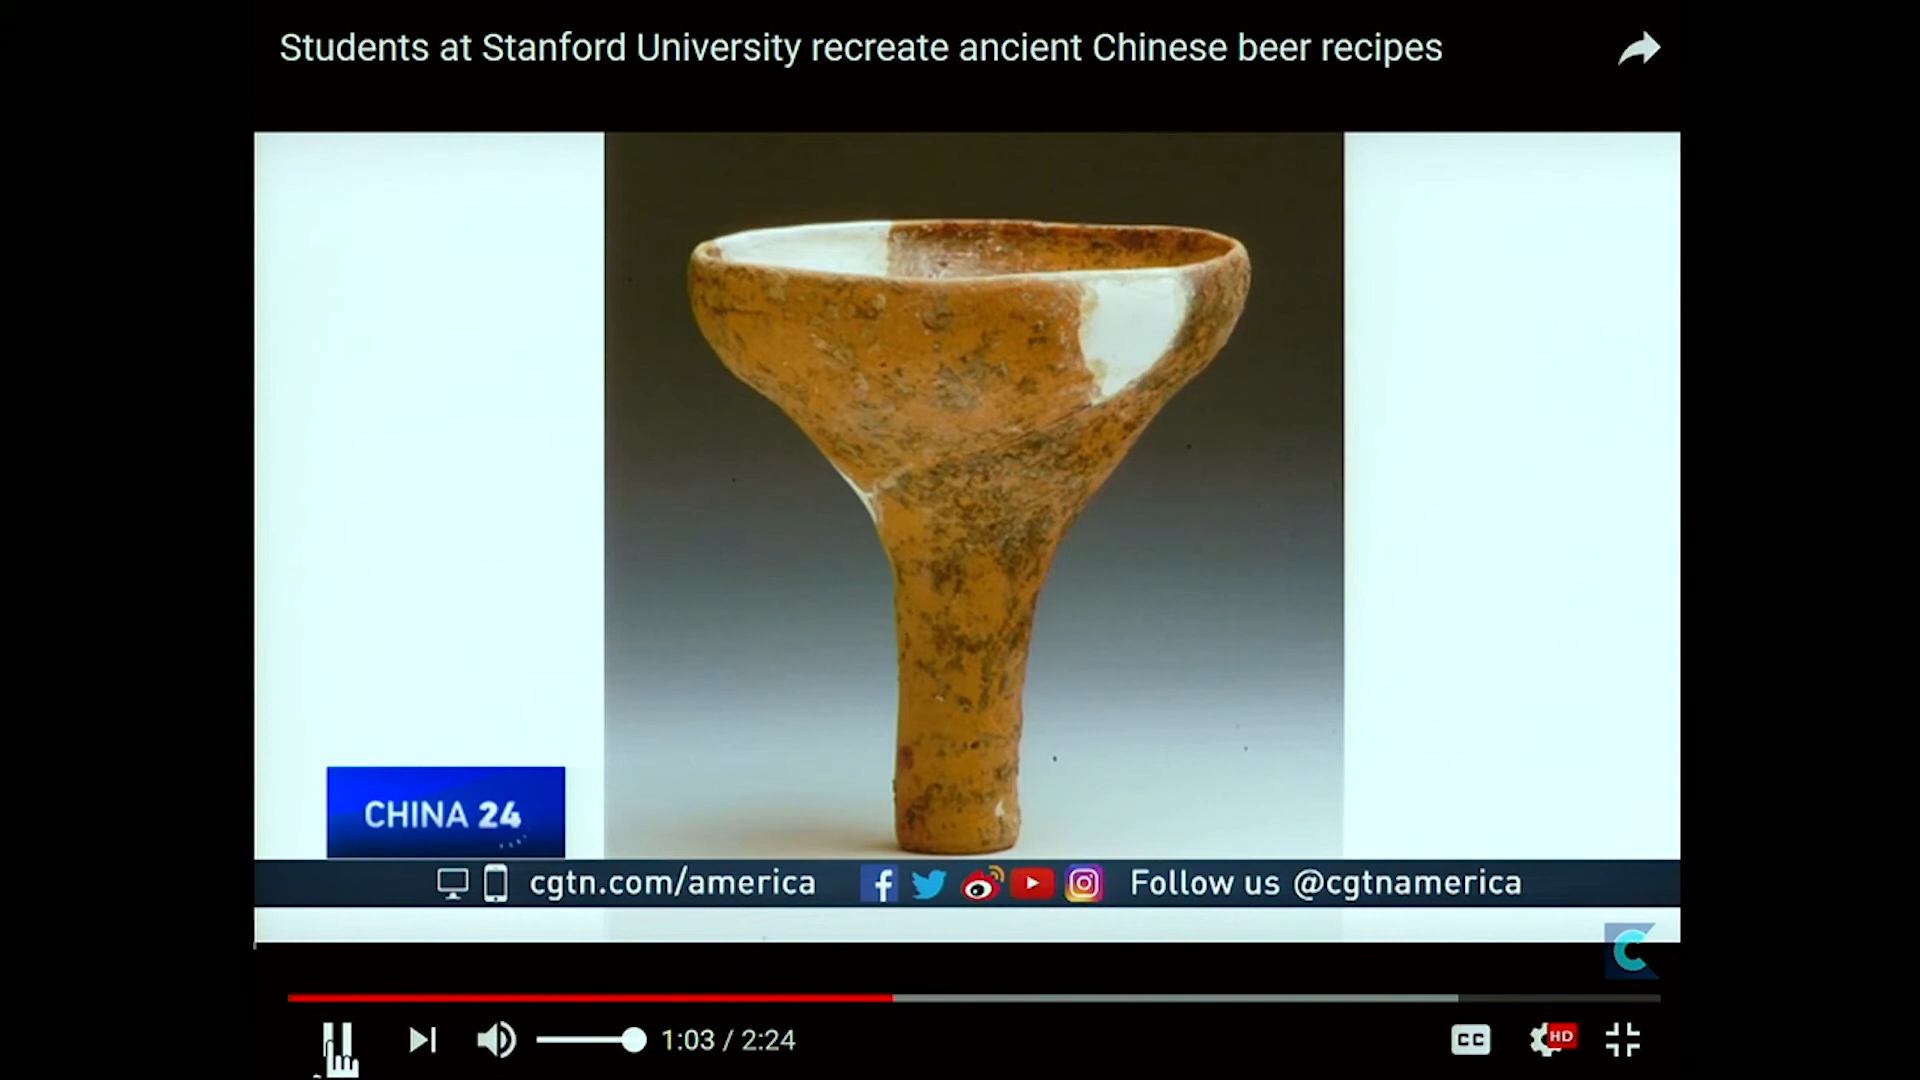 Students at Stanford University recreate ancient Chinese beer recipes
CHINA 24
cgtn.com/america Follow us @cgtnamerica
C
1:03 / 2:24
CC HD